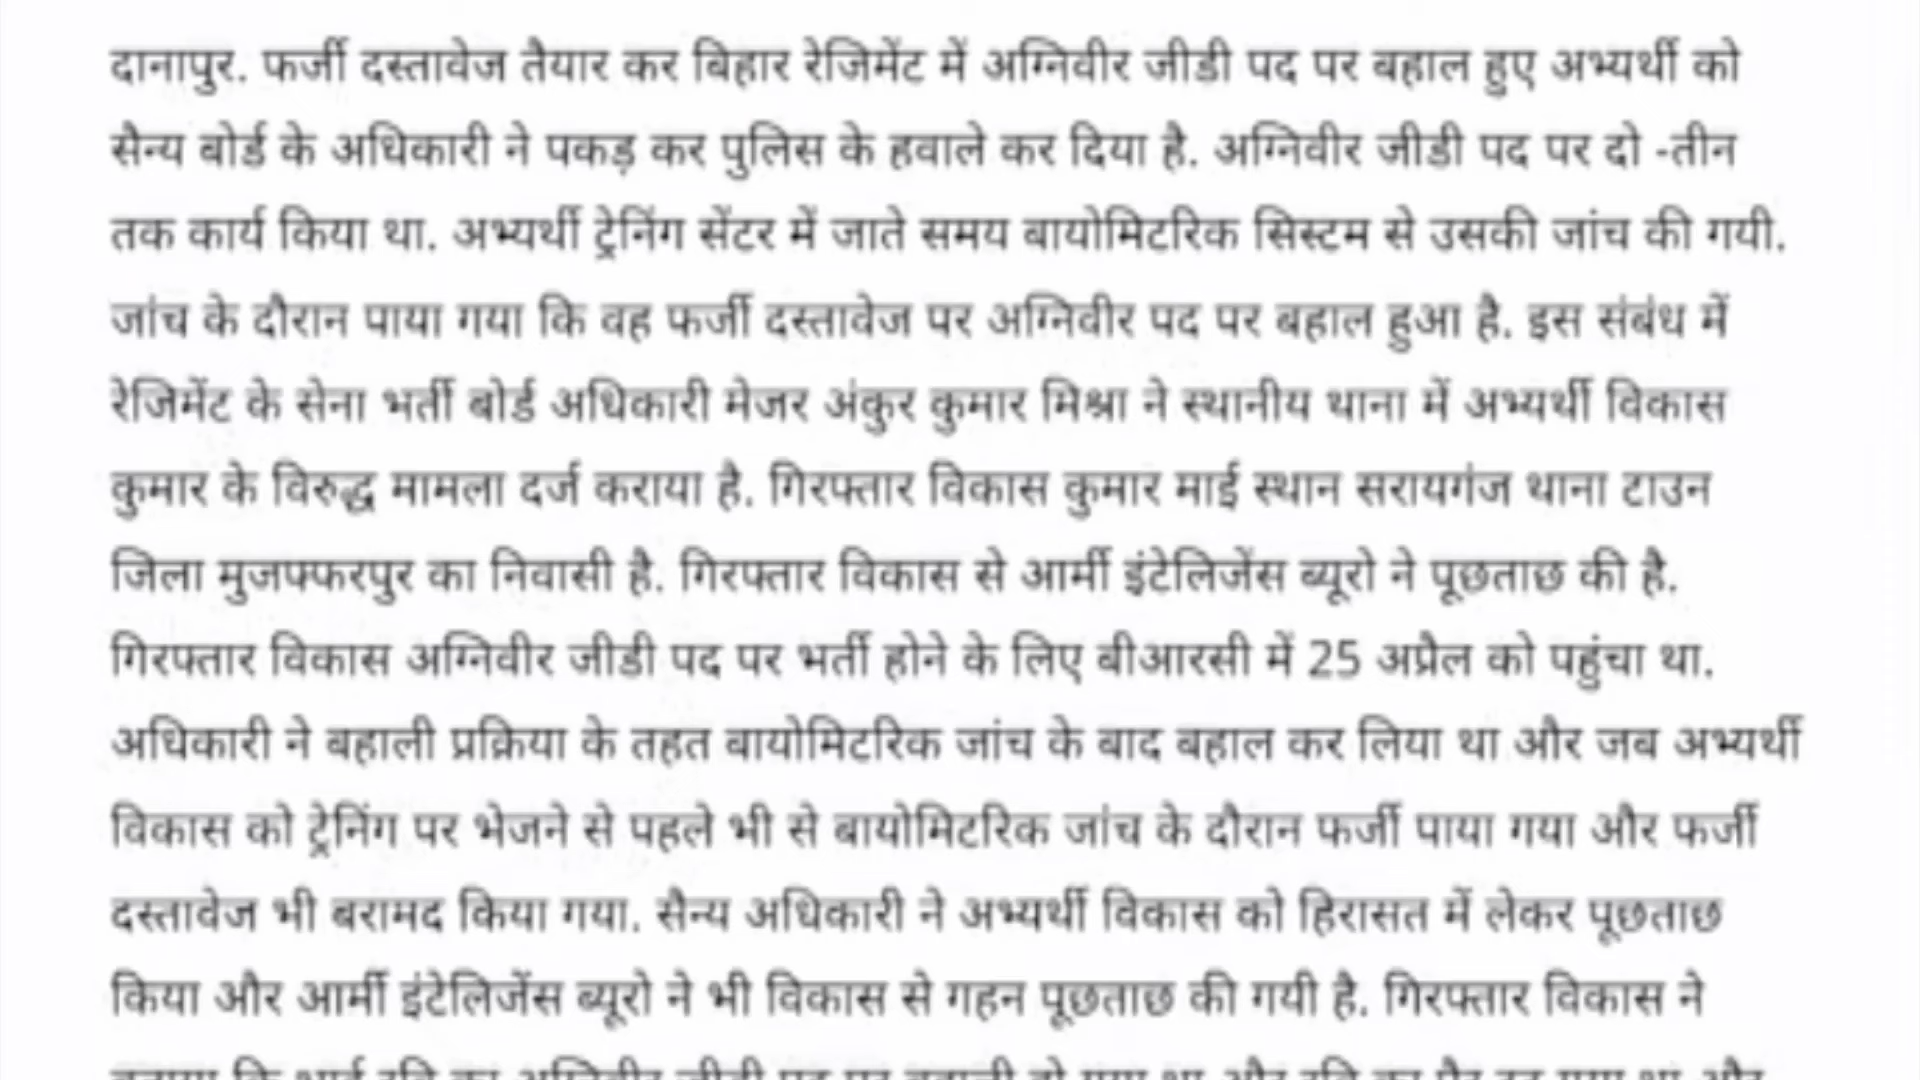 दानापुर. फर्जी दस्तावेज तैयार कर बिहार रेजिमेंट में अग्निवीर जीडी पद पर बहाल हुए अभ्यर्थी को
सैन्य बोर्ड के अधिकारी ने पकड़ कर पुलिस के हवाले कर दिया है. अग्निवीर जीडी पद पर दो -तीन
तक कार्य किया था. अभ्यर्थी ट्रेनिंग सेंटर में जाते समय बायोमिटरिक सिस्टम से उसकी जांच की गयी.
जांच के दौरान पाया गया कि वह फर्जी दस्तावेज पर अग्निवीर पद पर बहाल हुआ है. इस संबंध में
रेजिमेंट के सेना भर्ती बोर्ड अधिकारी मेजर अंकुर कुमार मिश्रा ने स्थानीय थाना में अभ्यर्थी विकास
कुमार के विरुद्ध मामला दर्ज कराया है. गिरफ्तार विकास कुमार माई स्थान सरायगंज थाना टाउन
जिला मुजफ्फरपुर का निवासी है. गिरफ्तार विकास से आर्मी इंटेलिजेंस ब्यूरो ने पूछताछ की है.
गिरफ्तार विकास अग्निवीर जीडी पद पर भर्ती होने के लिए बीआरसी में 25 अप्रैल को पहुंचा था.
अधिकारी ने बहाली प्रक्रिया के तहत बायोमिटरिक जांच के बाद बहाल कर लिया था और जब अभ्यर्थी
विकास को ट्रेनिंग पर भेजने से पहले भी से बायोमिटरिक जांच के दौरान फर्जी पाया गया और फर्जी
दस्तावेज भी बरामद किया गया. सैन्य अधिकारी ने अभ्यर्थी विकास को हिरासत में लेकर पूछताछ
किया और आर्मी इंटेलिजेंस ब्यूरो ने भी विकास से गहन पूछताछ की गयी है. गिरफ्तार विकास ने